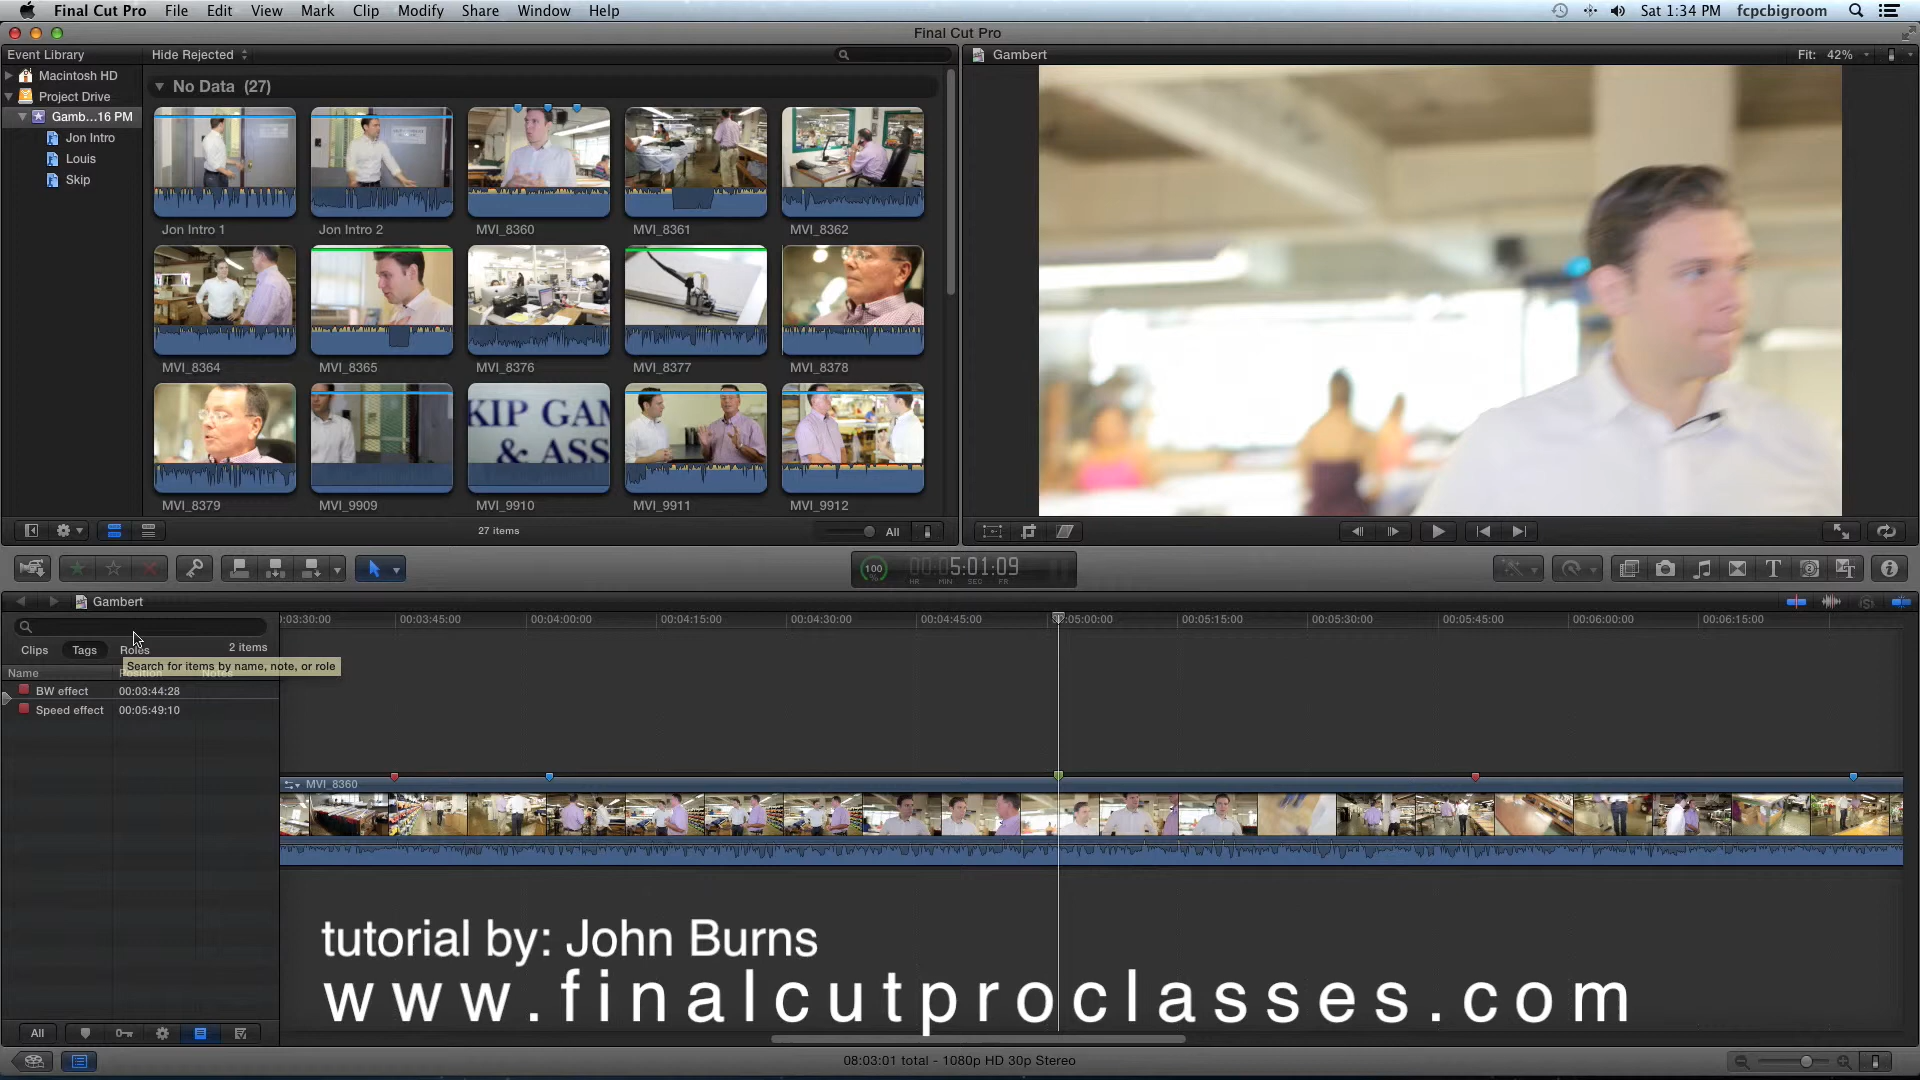 Final Cut Pro File Edit View Mark Clip Modify Share Window Help Sat 1:34 PM fcpcbigroom
Final Cut Pro
Event Library Hide Rejected
Gambert Fit: 42%
Macintosh HD
Project Drive
Gamb...16 PM
Jon Intro
Louis
Skip
No Data (27)
Jon Intro 1 Jon Intro 2 MVI_8360 MVI_8361 MVI_8362
MVI_8364 MVI_8365 MVI_8376 MVI_8377 MVI_8378
KIP GAM
& ASS
MVI_8379 MVI_9909 MVI_9910 MVI_9911 MVI_9912
27 items All
100 % 00:05:01:09
HR MIN SEC FR
Gambert
:03:30:00 00:03:45:00 00:04:00:00 00:04:15:00 00:04:30:00 00:04:45:00 00:05:00:00 00:05:15:00 00:05:30:00 00:05:45:00 00:06:00:00 00:06:15:00
Clips Tags Roles 2 items
Search for items by name, note, or role
Name Position Notes
BW effect 00:03:44:28
Speed effect 00:05:49:10
MVI_8360
tutorial by: John Burns
www.finalcutproclasses.com
All
08:03:01 total - 1080p HD 30p Stereo